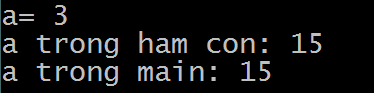 a= 3
a trong ham con: 15
a trong main: 15